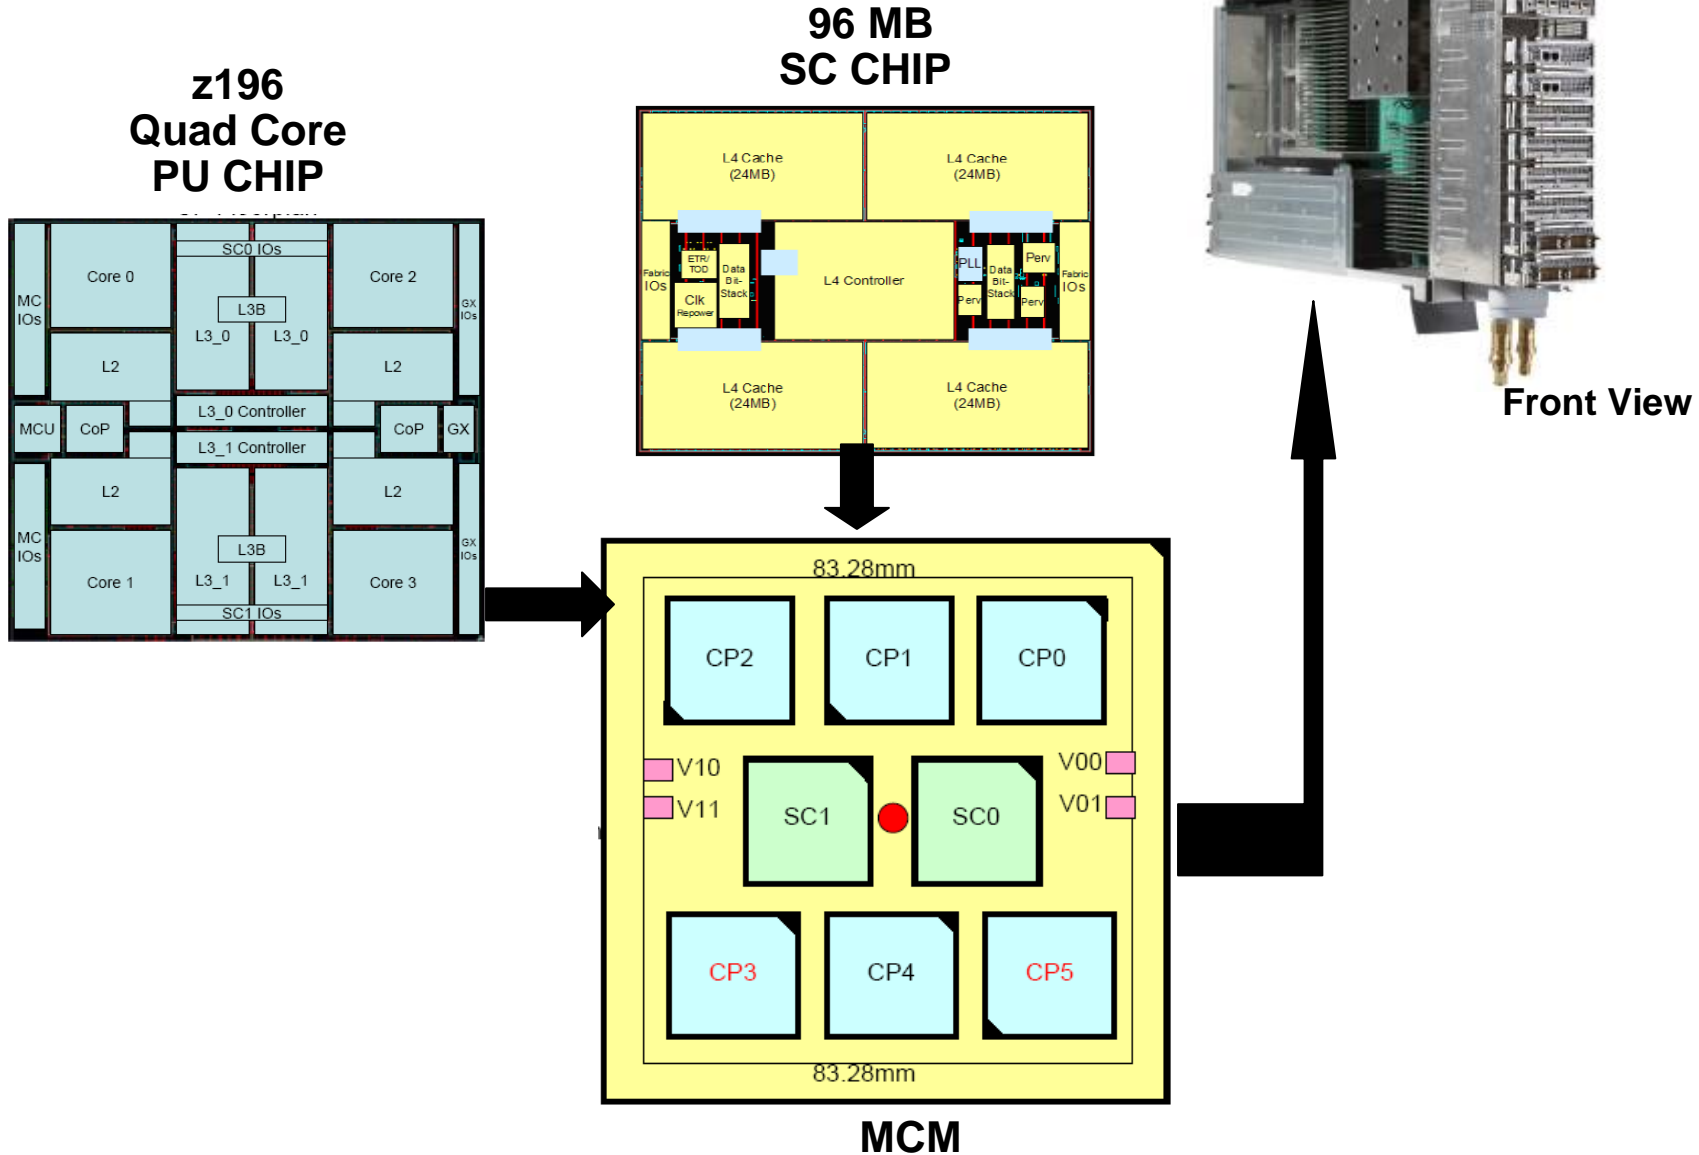 96 MB
SC CHIP
z196
Quad Core
PU CHIP
L4 Cache
(24MB)
L4 Cache
(24MB)
Fabric
IOs
ETR/
TOD
Clk
Repower
Data
Bit-
Stack
L4 Controller
PLL
Perv
Data
Bit-
Stack
Perv
Perv
Fabric
IOs
L4 Cache
(24MB)
L4 Cache
(24MB)
SC0 IOs
Core 0
Core 2
MC
IOs
GX
IOs
L3B
L3_0
L3_0
L2
L2
L3_0 Controller
MCU
CoP
CoP
GX
L3_1 Controller
L2
L2
MC
IOs
GX
IOs
L3B
Core 1
L3_1
L3_1
Core 3
SC1 IOs
Front View
83.28mm
CP2
CP1
CP0
V10
V00
V11
V01
SC1
SC0
CP3
CP4
CP5
83.28mm
MCM